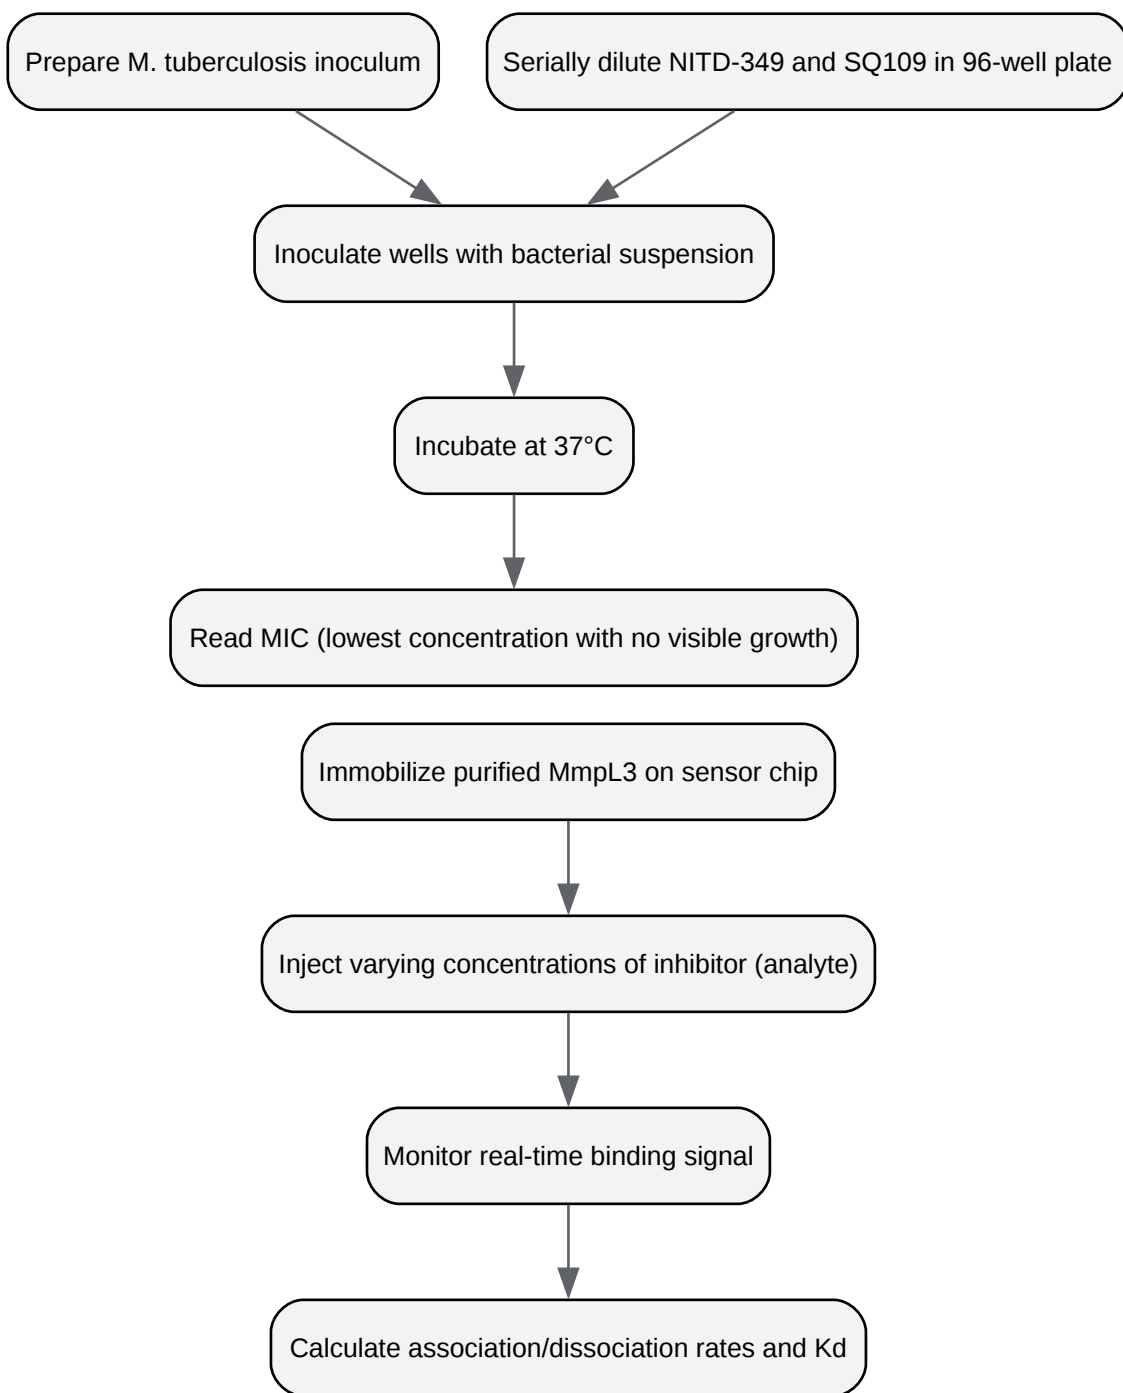 Prepare M. tuberculosis inoculum
Serially dilute NITD-349 and SQ109 in 96-well plate
Inoculate wells with bacterial suspension
Incubate at 37°C
Read MIC (lowest concentration with no visible growth)
Immobilize purified MmpL3 on sensor chip
Inject varying concentrations of inhibitor (analyte)
Monitor real-time binding signal
Calculate association/dissociation rates and Kd